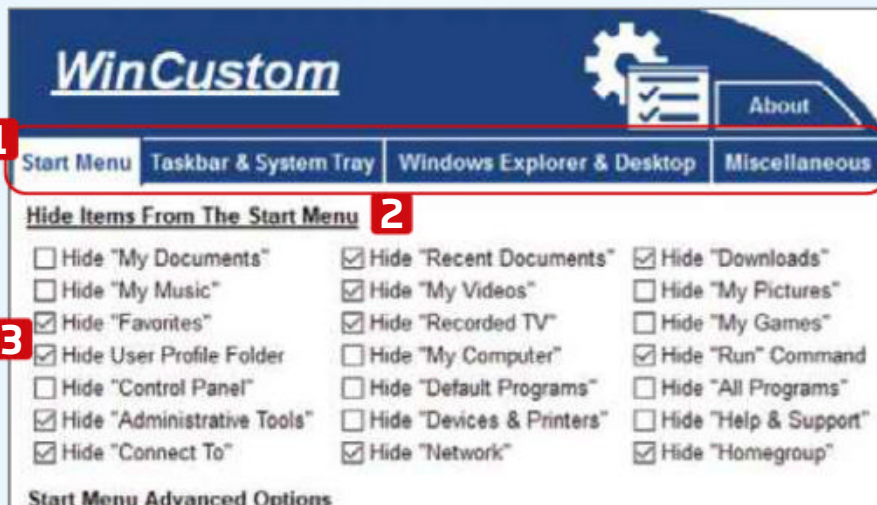 WinCustom
About
1
Start Menu Taskbar & System Tray Windows Explorer & Desktop Miscellaneous
Hide Items From The Start Menu 2
Hide "My Documents" Hide "Recent Documents" Hide "Downloads"
Hide "My Music" Hide "My Videos" Hide "My Pictures"
Hide "Favorites" Hide "Recorded TV" Hide "My Games"
3
Hide User Profile Folder Hide "My Computer" Hide "Run" Command
Hide "Control Panel" Hide "Default Programs" Hide "All Programs"
Hide "Administrative Tools" Hide "Devices & Printers" Hide "Help & Support"
Hide "Connect To" Hide "Network" Hide "Homegroup"
Start Menu Advanced Options